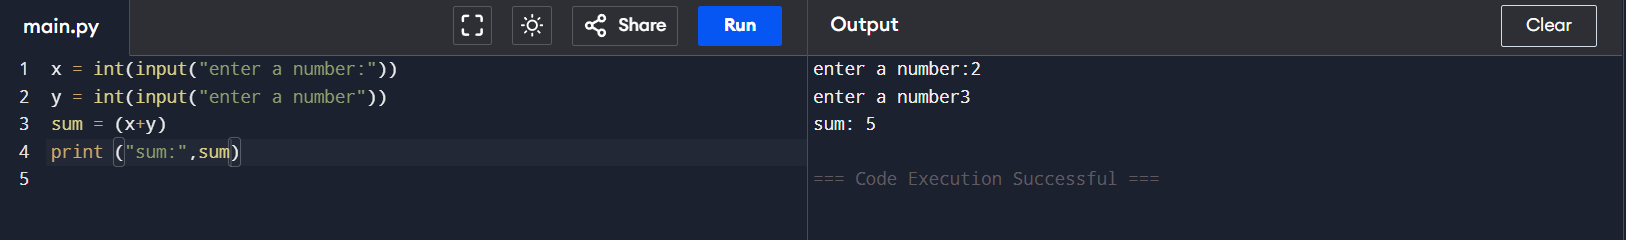 main.py Share Run Output Clear
1 x = int(input("enter a number:"))
2 y = int(input("enter a number"))
3 sum = (x+y)
4 print ("sum:",sum)
5
enter a number:2
enter a number3
sum: 5
=== Code Execution Successful ===